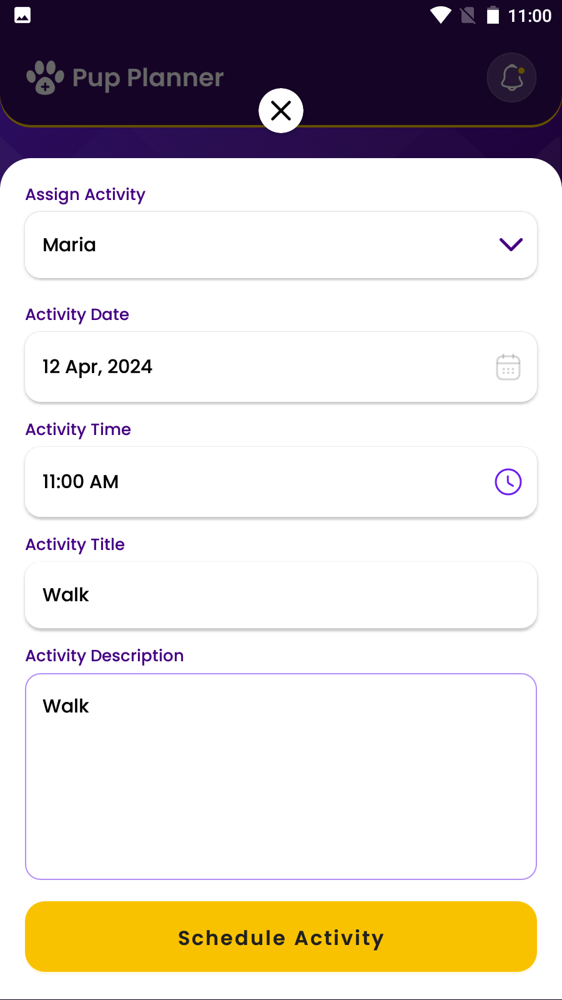 11:00
Pup Planner
Assign Activity
Maria
Activity Date
12 Apr, 2024
Activity Time
11:00 AM
Activity Title
Walk
Activity Description
Walk
Schedule Activity